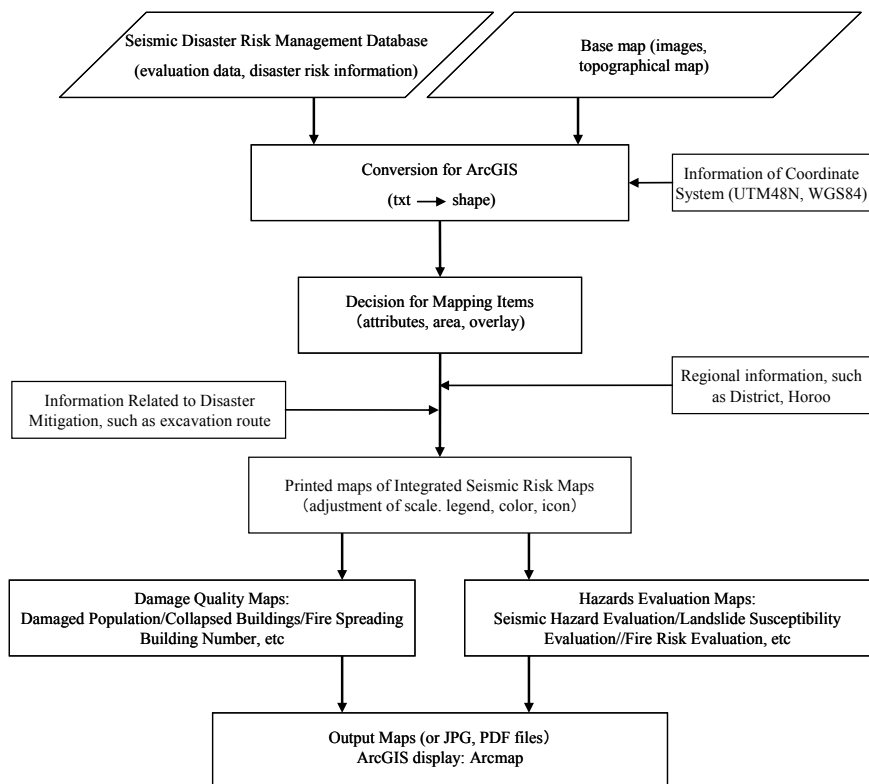 Seismic Disaster Risk Management Database
(evaluation data, disaster risk information)
Base map (images,
topographical map)
Conversion for ArcGIS
(txt → shape)
Information of Coordinate
System (UTM48N, WGS84)
Decision for Mapping Items
（attributes, area, overlay)
Regional information, such
as District, Horoo
Information Related to Disaster
Mitigation, such as excavation route
Printed maps of Integrated Seismic Risk Maps
（adjustment of scale. legend, color, icon）
Damage Quality Maps:
Damaged Population/Collapsed Buildings/Fire Spreading
Building Number, etc
Hazards Evaluation Maps:
Seismic Hazard Evaluation/Landslide Susceptibility
Evaluation//Fire Risk Evaluation, etc
Output Maps (or JPG, PDF files）
ArcGIS display: Arcmap